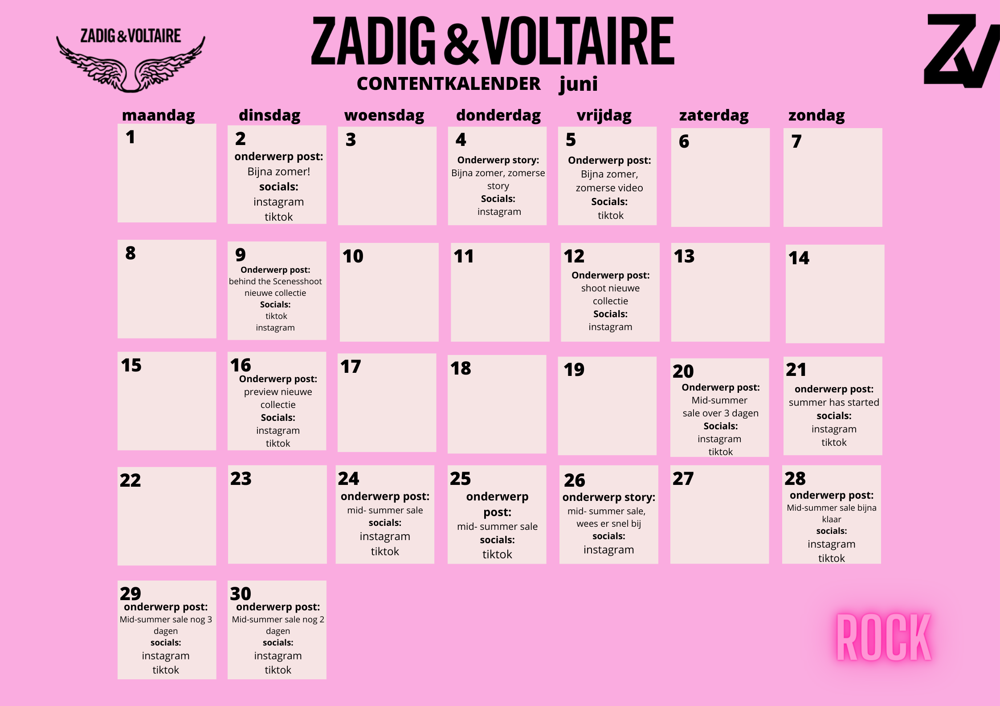 ZADIG & VOLTAIRE
ZADIG & VOLTAIRE
ZV
CONTENTKALENDER juni
maandag dinsdag woensdag donderdag vrijdag zaterdag zondag
1
2
onderwerp post:
Bijna zomer!
socials:
instagram
tiktok
3
4
Onderwerp story:
Bijna zomer, zomerse
story
Socials:
instagram
5
Onderwerp post:
Bijna zomer,
zomerse video
Socials:
tiktok
6
7
8
9
Onderwerp post:
behind the Scenesshoot
nieuwe collectie
Socials:
tiktok
instagram
10
11
12
Onderwerp post:
shoot nieuwe
collectie
Socials:
instagram
13
14
15
16
Onderwerp post:
preview nieuwe
collectie
Socials:
instagram
tiktok
17
18
19
20
Onderwerp post:
Mid-summer
sale over 3 dagen
Socials:
instagram
tiktok
21
onderwerp post:
summer has started
socials:
instagram
tiktok
22
23
24
onderwerp post:
mid- summer sale
socials:
instagram
tiktok
25
onderwerp
post:
mid- summer sale
socials:
tiktok
26
onderwerp story:
mid- summer sale,
wees er snel bij
socials:
instagram
27
28
onderwerp post:
Mid-summer sale bijna
klaar
socials:
instagram
tiktok
29
onderwerp post:
Mid-summer sale nog 3
dagen
socials:
instagram
tiktok
30
onderwerp post:
Mid-summer sale nog 2
dagen
socials:
instagram
tiktok
ROCK